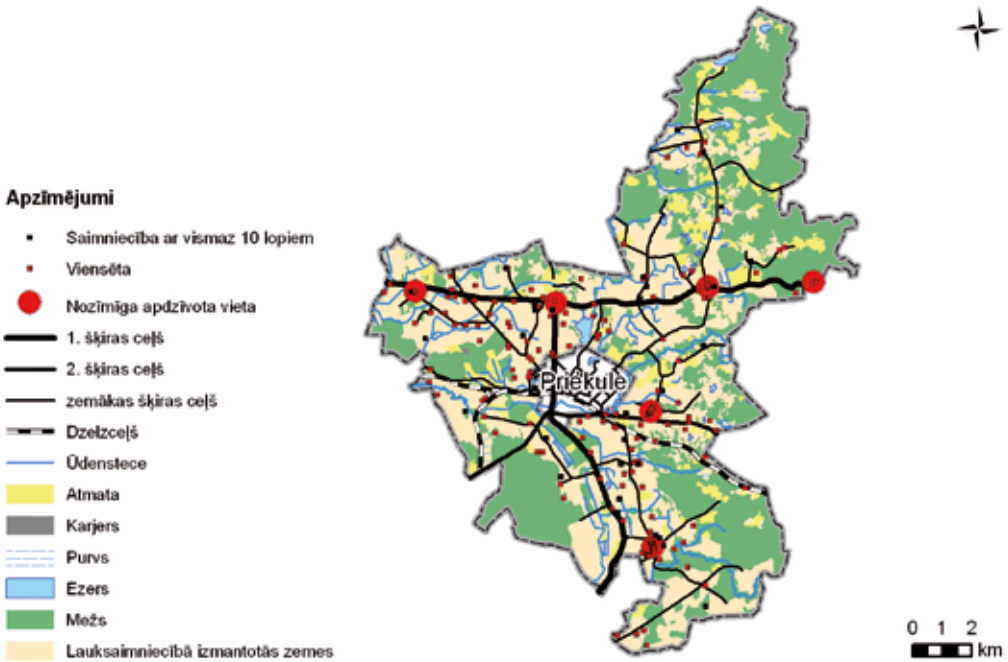 Apzīmējumi
Saimniecība ar vismaz 10 lopiem
Viensēta
Nozīmīga apdzīvota vieta
1. šķiras ceļš
2. šķiras ceļš
zemākas šķiras ceļš
Dzelzceļš
Ūdenstece
Atmata
Karjers
Purvs
Ezers
Mežs
Lauksaimniecībā izmantotās zemes
Priekule
0 1 2
km